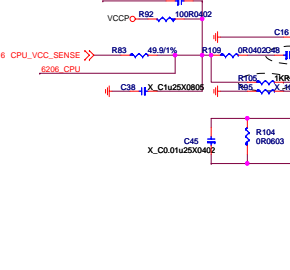 VCCP R92 100R0402
C16
6 CPU_VCC_SENSE R83 49.9/1% R109 0R0402
6206_CPU
R105 1KR
C38 X_C1u25X0805 R95
C45 R104
X_C0.01u25X0402 0R0603